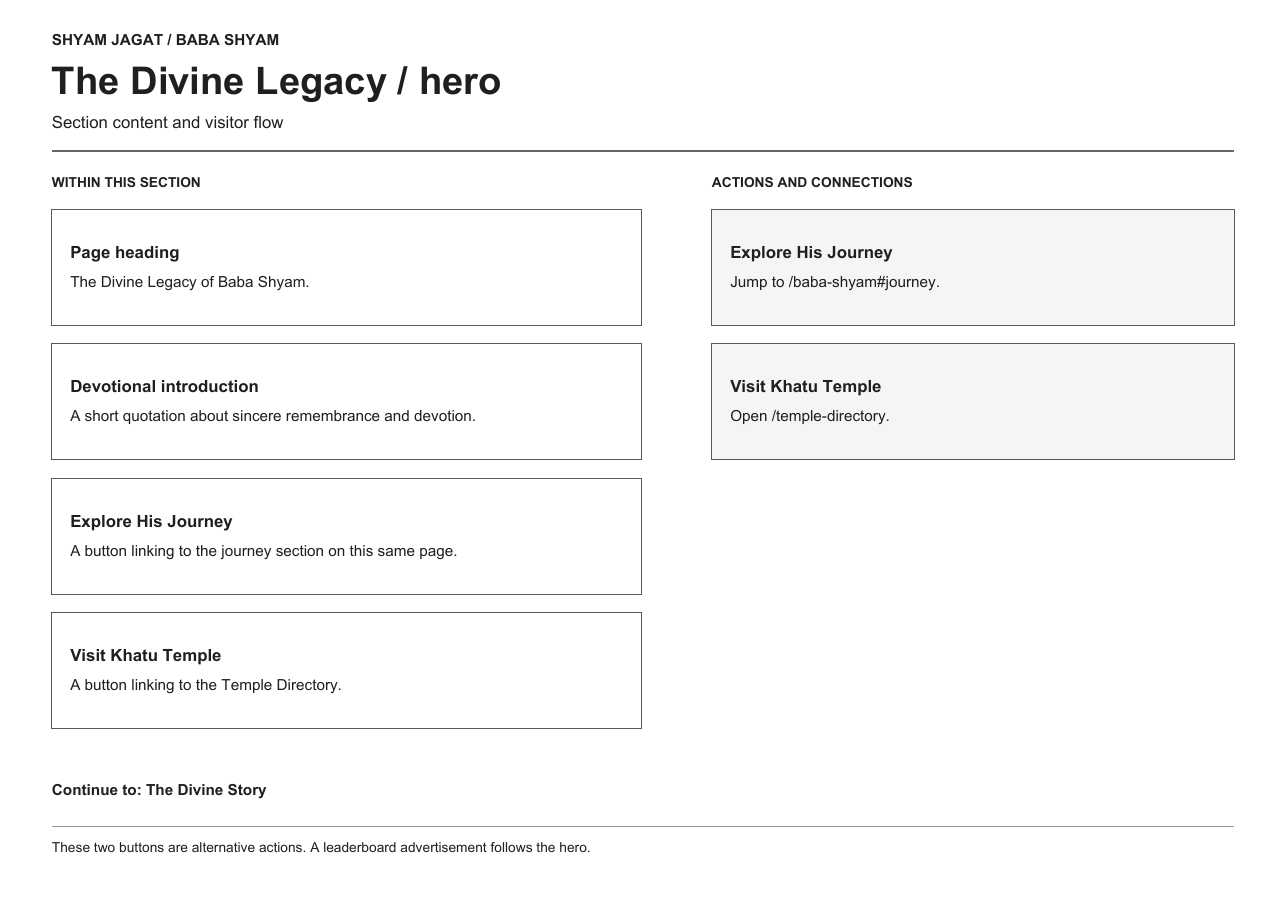 SHYAM JAGAT / BABA SHYAM
The Divine Legacy / hero
Section content and visitor flow
WITHIN THIS SECTION
Page heading
The Divine Legacy of Baba Shyam.
Devotional introduction
A short quotation about sincere remembrance and devotion.
Explore His Journey
A button linking to the journey section on this same page.
Visit Khatu Temple
A button linking to the Temple Directory.
ACTIONS AND CONNECTIONS
Explore His Journey
Jump to /baba-shyam#journey.
Visit Khatu Temple
Open /temple-directory.
Continue to: The Divine Story
These two buttons are alternative actions. A leaderboard advertisement follows the hero.